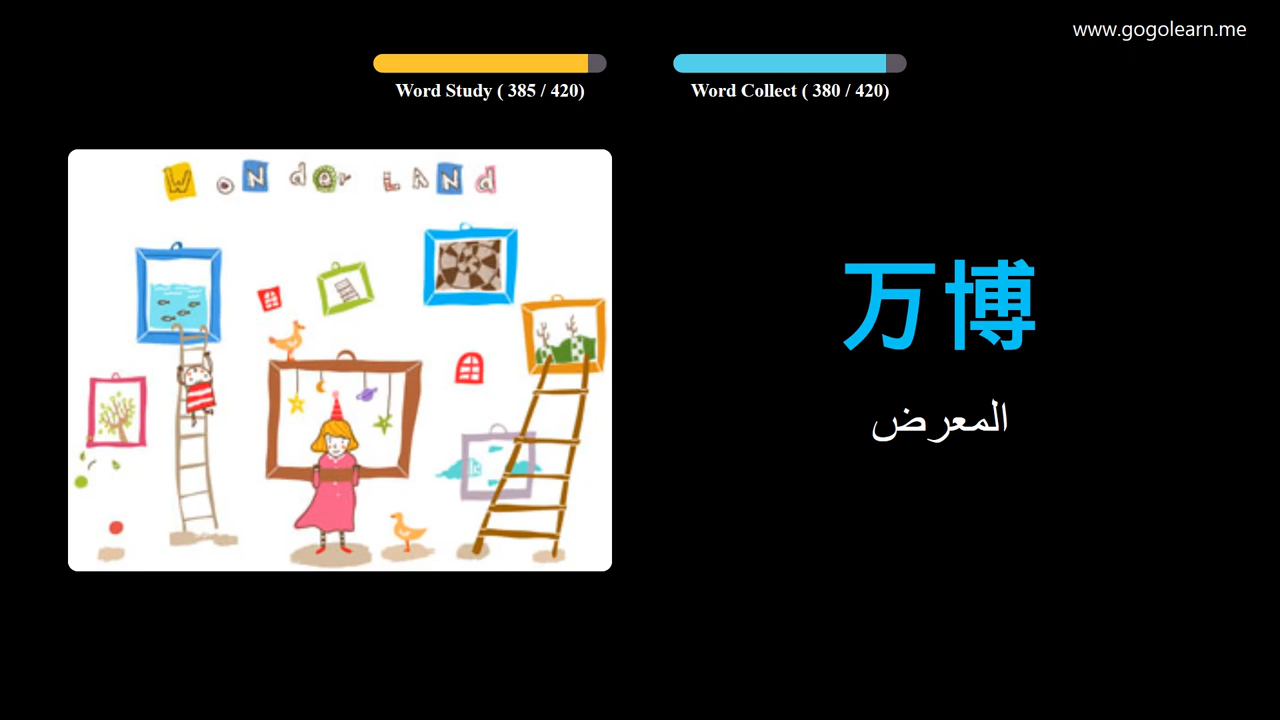 www.gogolearn.me
Word Study ( 385 / 420)
Word Collect ( 380 / 420)
WoNderLANd
万博
المعرض